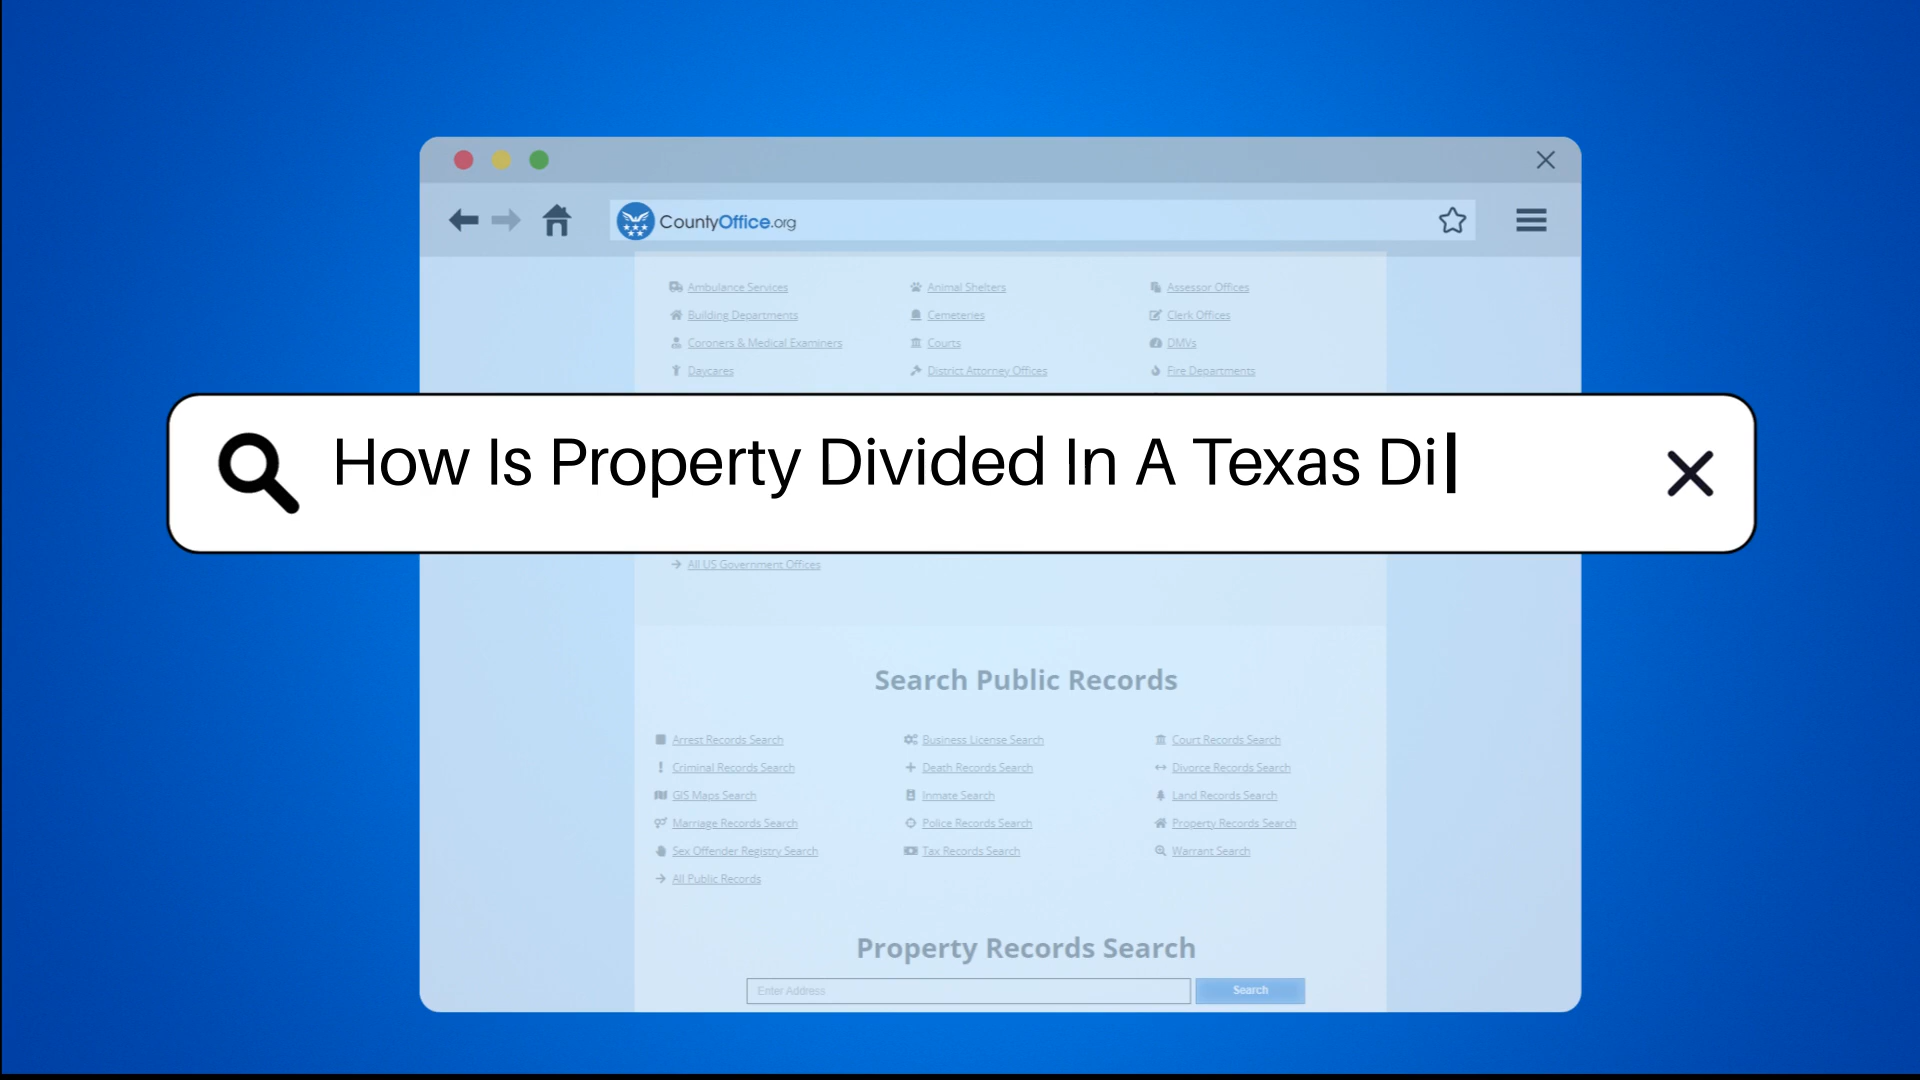 CountyOffice.org
Ambulance Services Animal Shelters Assessor Offices
Building Departments Cemeteries Clerk Offices
Coroners & Medical Examiners Courts DMVs
Daycares District Attorney Offices Fire Departments
How Is Property Divided In A Texas Di
All US Government Offices
Search Public Records
Arrest Records Search Business License Search Court Records Search
Criminal Records Search Death Records Search Divorce Records Search
GIS Maps Search Inmate Search Land Records Search
Marriage Records Search Police Records Search Property Records Search
Sex Offender Registry Search Tax Records Search Warrant Search
All Public Records
Property Records Search
Enter Address Search